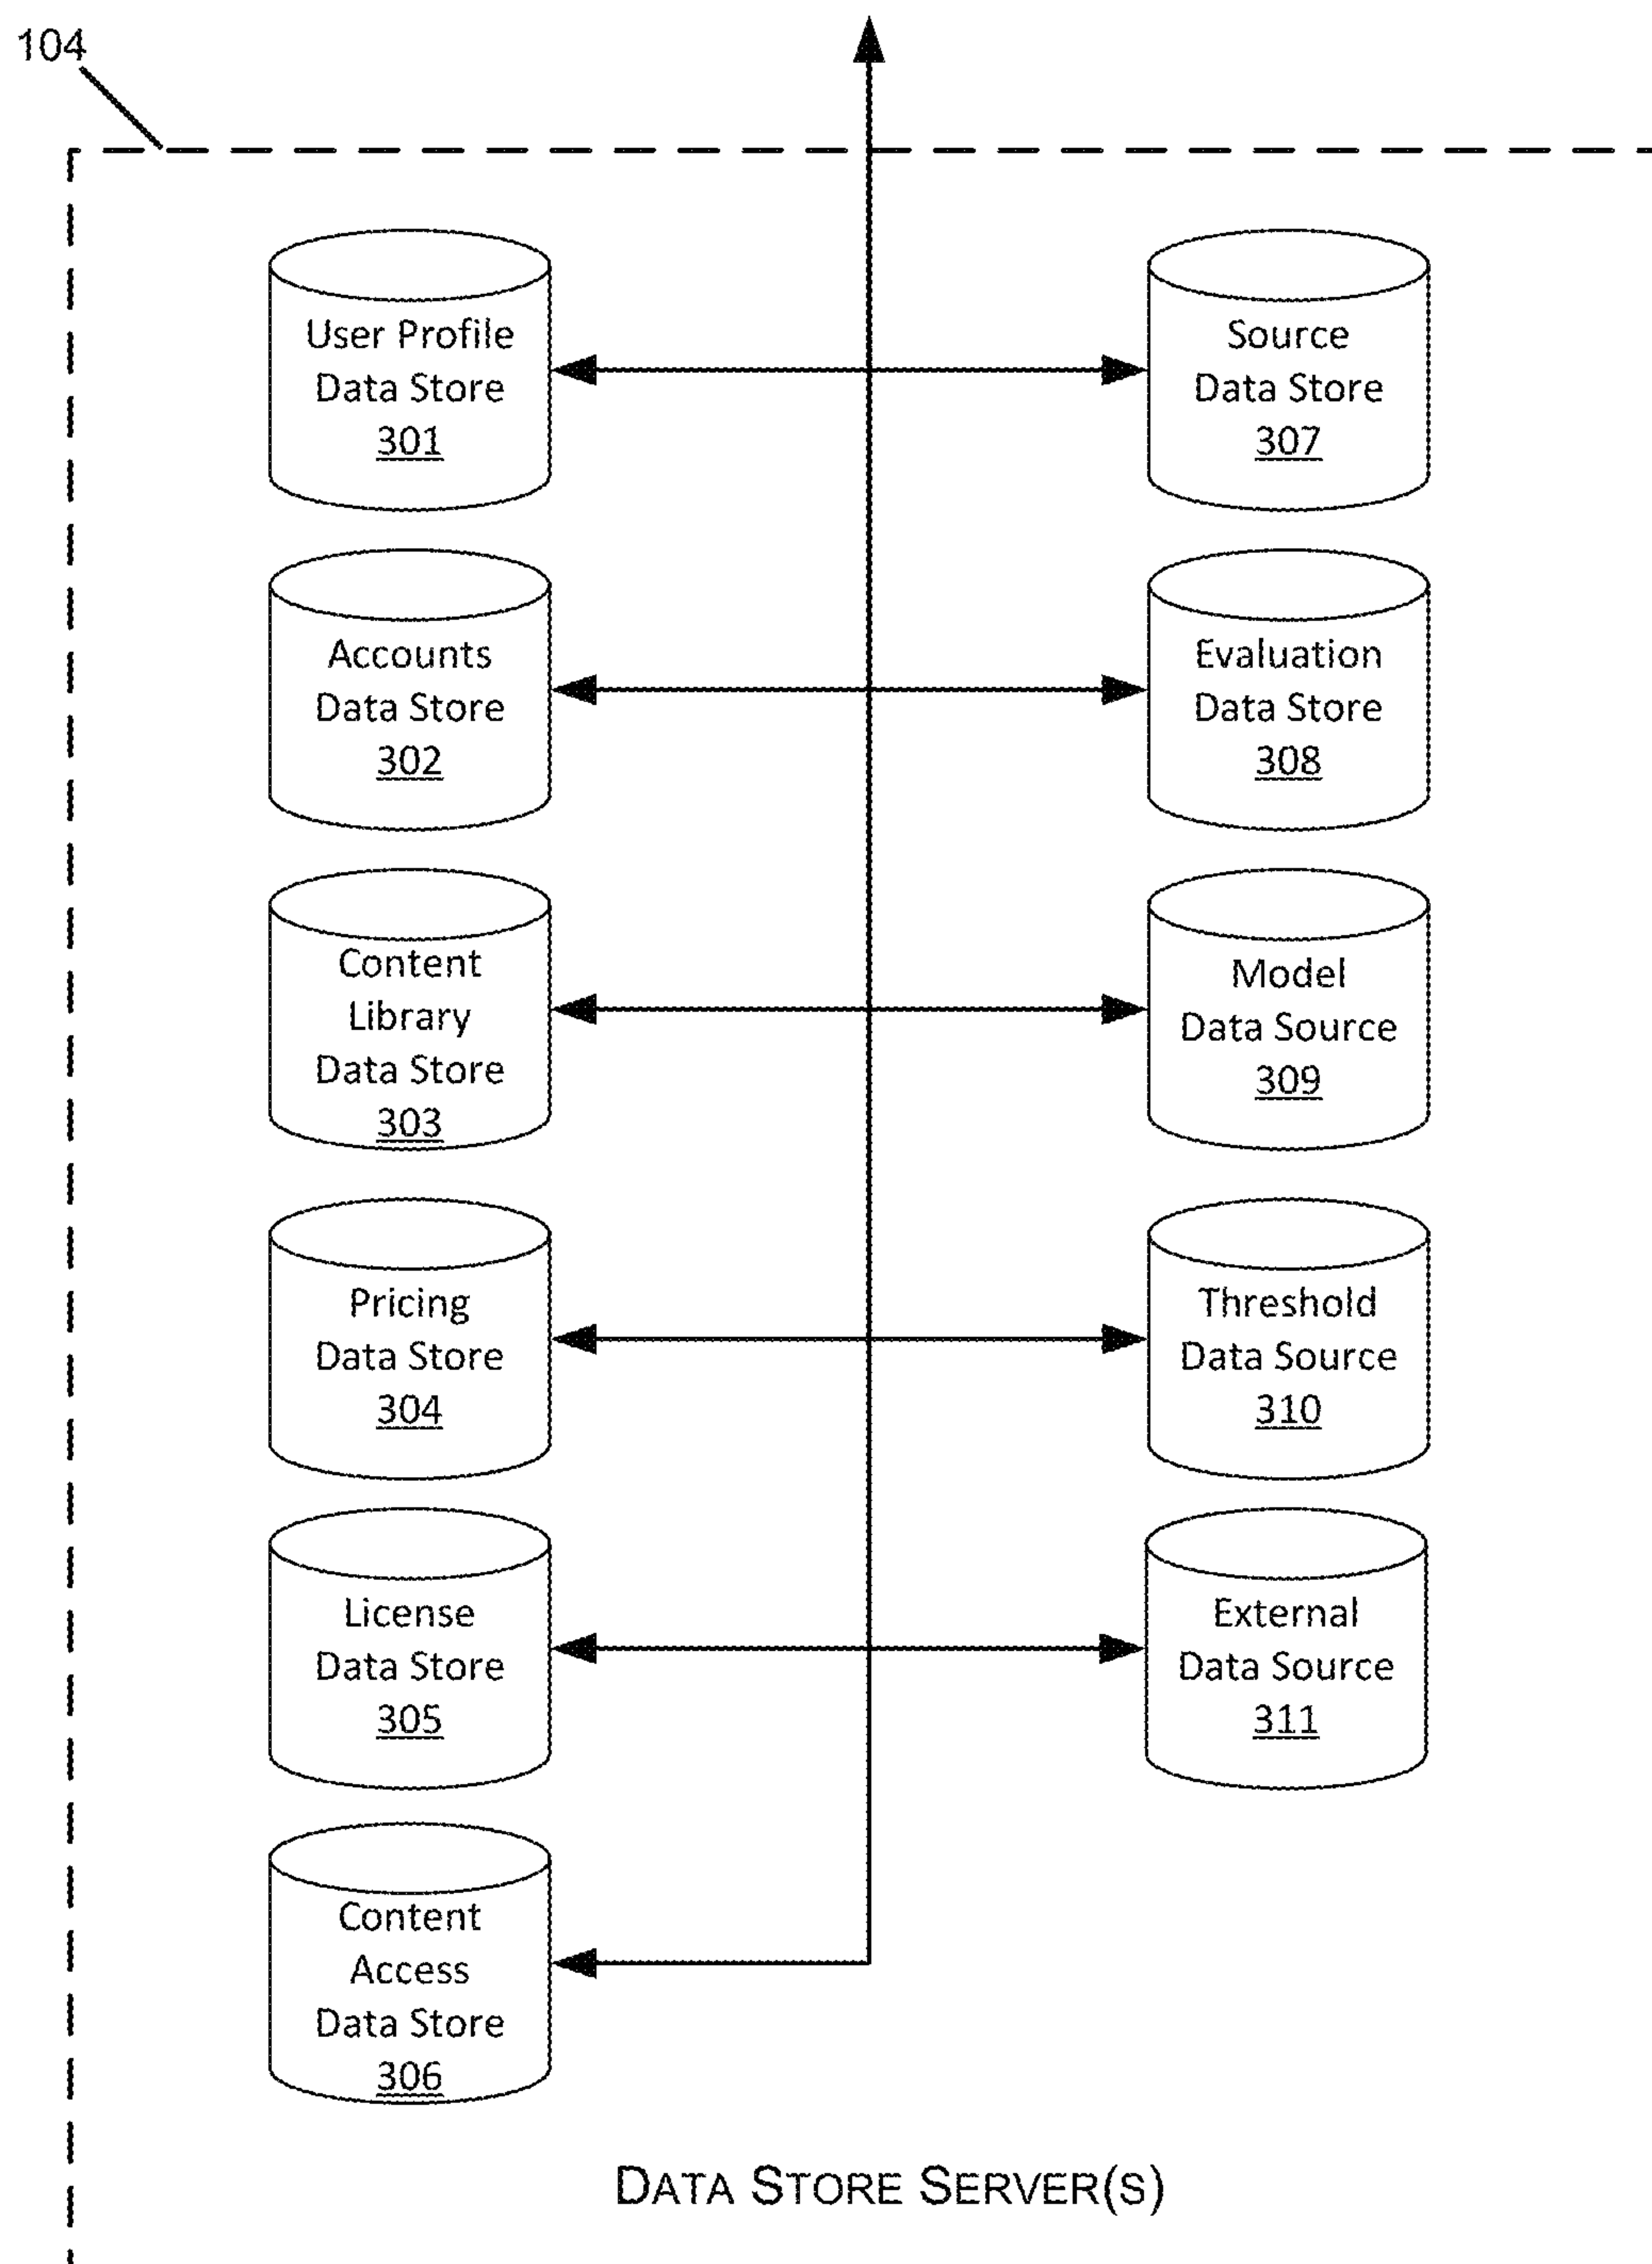 104
User Profile
Data Store
301
Source
Data Store
307
Accounts
Data Store
302
Evaluation
Data Store
308
Content
Library
Data Store
303
Model
Data Source
309
Pricing
Data Store
304
Threshold
Data Source
310
License
Data Store
305
External
Data Source
311
Content
Access
Data Store
306
DATA STORE SERVER(S)